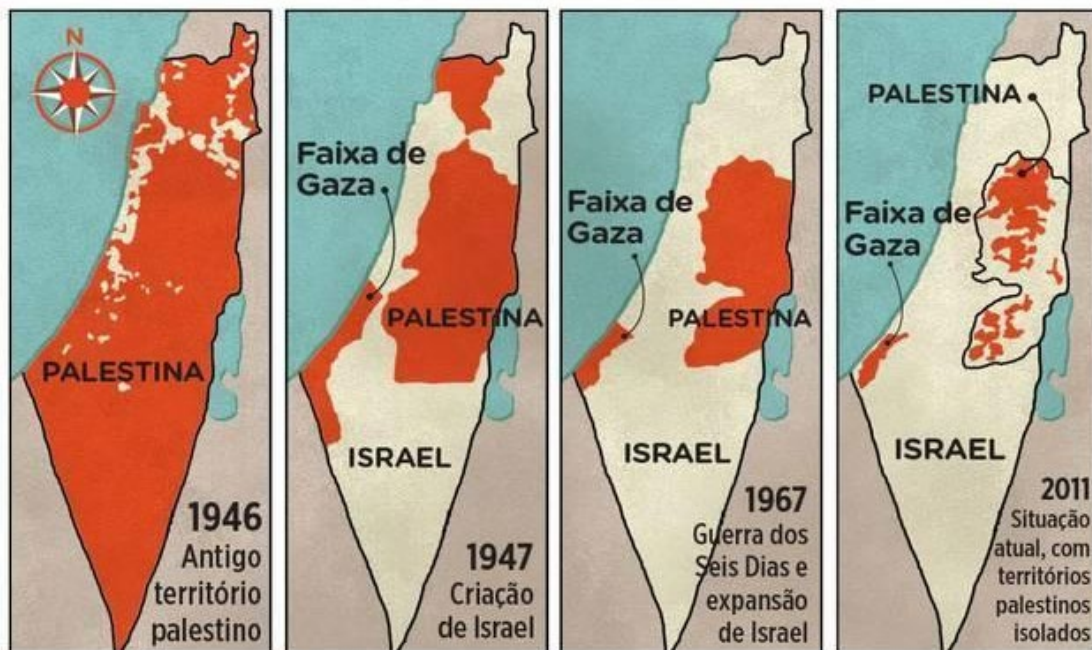 N
PALESTINA
1946
Antigo
território
palestino
Faixa de
Gaza
PALESTINA
ISRAEL
1947
Criação
de Israel
Faixa de
Gaza
PALESTINA
ISRAEL
1967
Guerra dos
Seis Dias e
expansão
de Israel
PALESTINA
Faixa de
Gaza
ISRAEL
2011
Situação
atual, com
territórios
palestinos
isolados